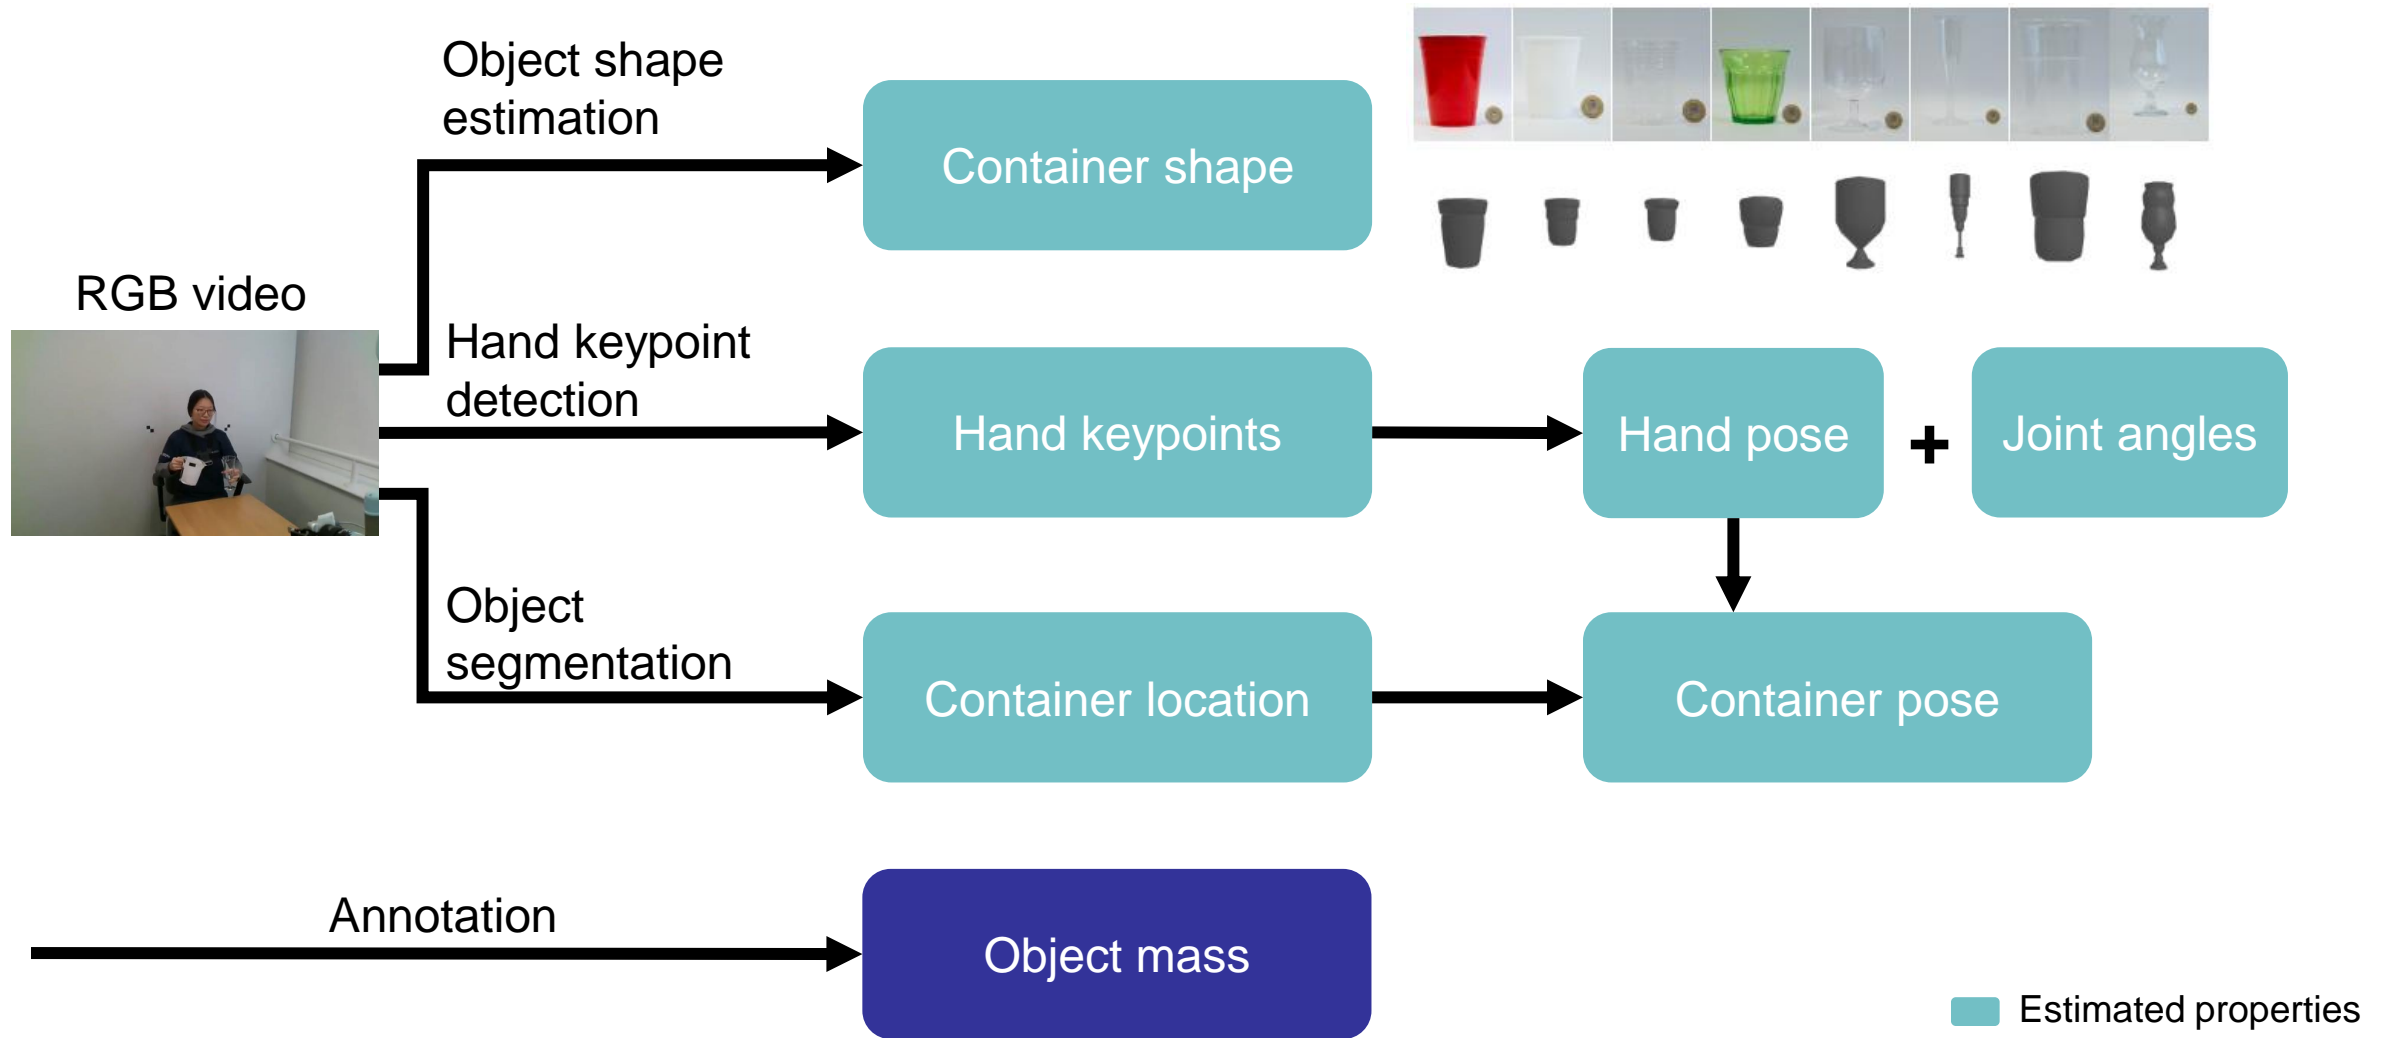 Object shape
estimation
Container shape
RGB video
Hand keypoint
detection
Hand keypoints
Hand pose
+
Joint angles
Object
segmentation
Container location
Container pose
Annotation
Object mass
Estimated properties